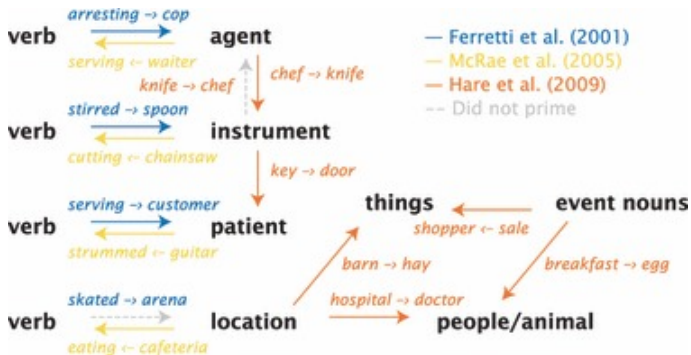 arresting -> cop
verb agent
serving <- waiter
— Ferretti et al. (2001)
— McRae et al. (2005)
— Hare et al. (2009)
--- Did not prime
knife -> chef chef -> knife
stirred -> spoon
verb instrument
cutting <- chainsaw
key -> door
serving -> customer
verb patient
strummed <- guitar
things event nouns
shopper <- sale
barn -> hay breakfast -> egg
skated -> arena hospital -> doctor
verb location people/animal
eating <- cafeteria